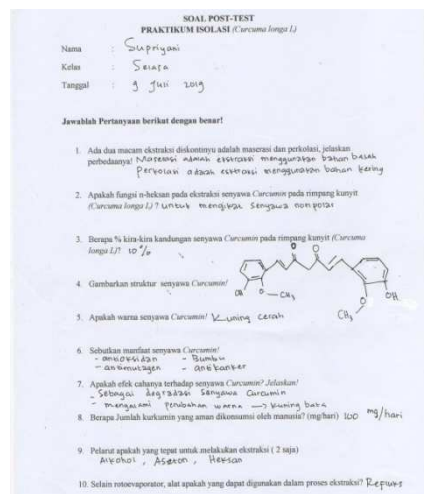 SOAL POST-TEST
PRAKTIKUM ISOLASI (Curcuma longa L)
Nama : Supriyani
Kelas : Selasa
Tanggal : 9 Juli 2019
Jawablah Pertanyaan berikut dengan benar!
1. Ada dua macam ekstraksi diskontinyu adalah maserasi dan perkolasi, jelaskan
perbedaanya! Maserasi adalah ekstraksi menggunakan bahan basah
Perkolasi adalah ekstraksi menggunakan bahan kering
2. Apakah fungsi n-heksan pada ekstraksi senyawa Curcumin pada rimpang kunyit
(Curcuma longa L) ? untuk mengikat senyawa nonpolar
3. Berapa % kira-kira kandungan senyawa Curcumin pada rimpang kunyit (Curcuma
longa L)? 10 %
4. Gambarkan struktur senyawa Curcumin!
O O
OH O — CH3
O OH
CH3
5. Apakah warna senyawa Curcumin! Kuning cerah
6. Sebutkan manfaat senyawa Curcumin!
- antioksidan - Bumbu
- antimutagen - antikanker
7. Apakah efek cahanya terhadap senyawa Curcumin? Jelaskan!
- Sebagai degradasi senyawa Curcumin
- mengalami perubahan warna → kuning bata
8. Berapa Jumlah kurkumin yang aman dikonsumsi oleh manusia? (mg/hari) 100 mg/hari
9. Pelarut apakah yang tepat untuk melakukan ekstraksi ( 2 saja)
Alkohol , Aseton , Heksan
10. Selain rotoevaporator, alat apakah yang dapat digunakan dalam proses ekstraksi? Refluks